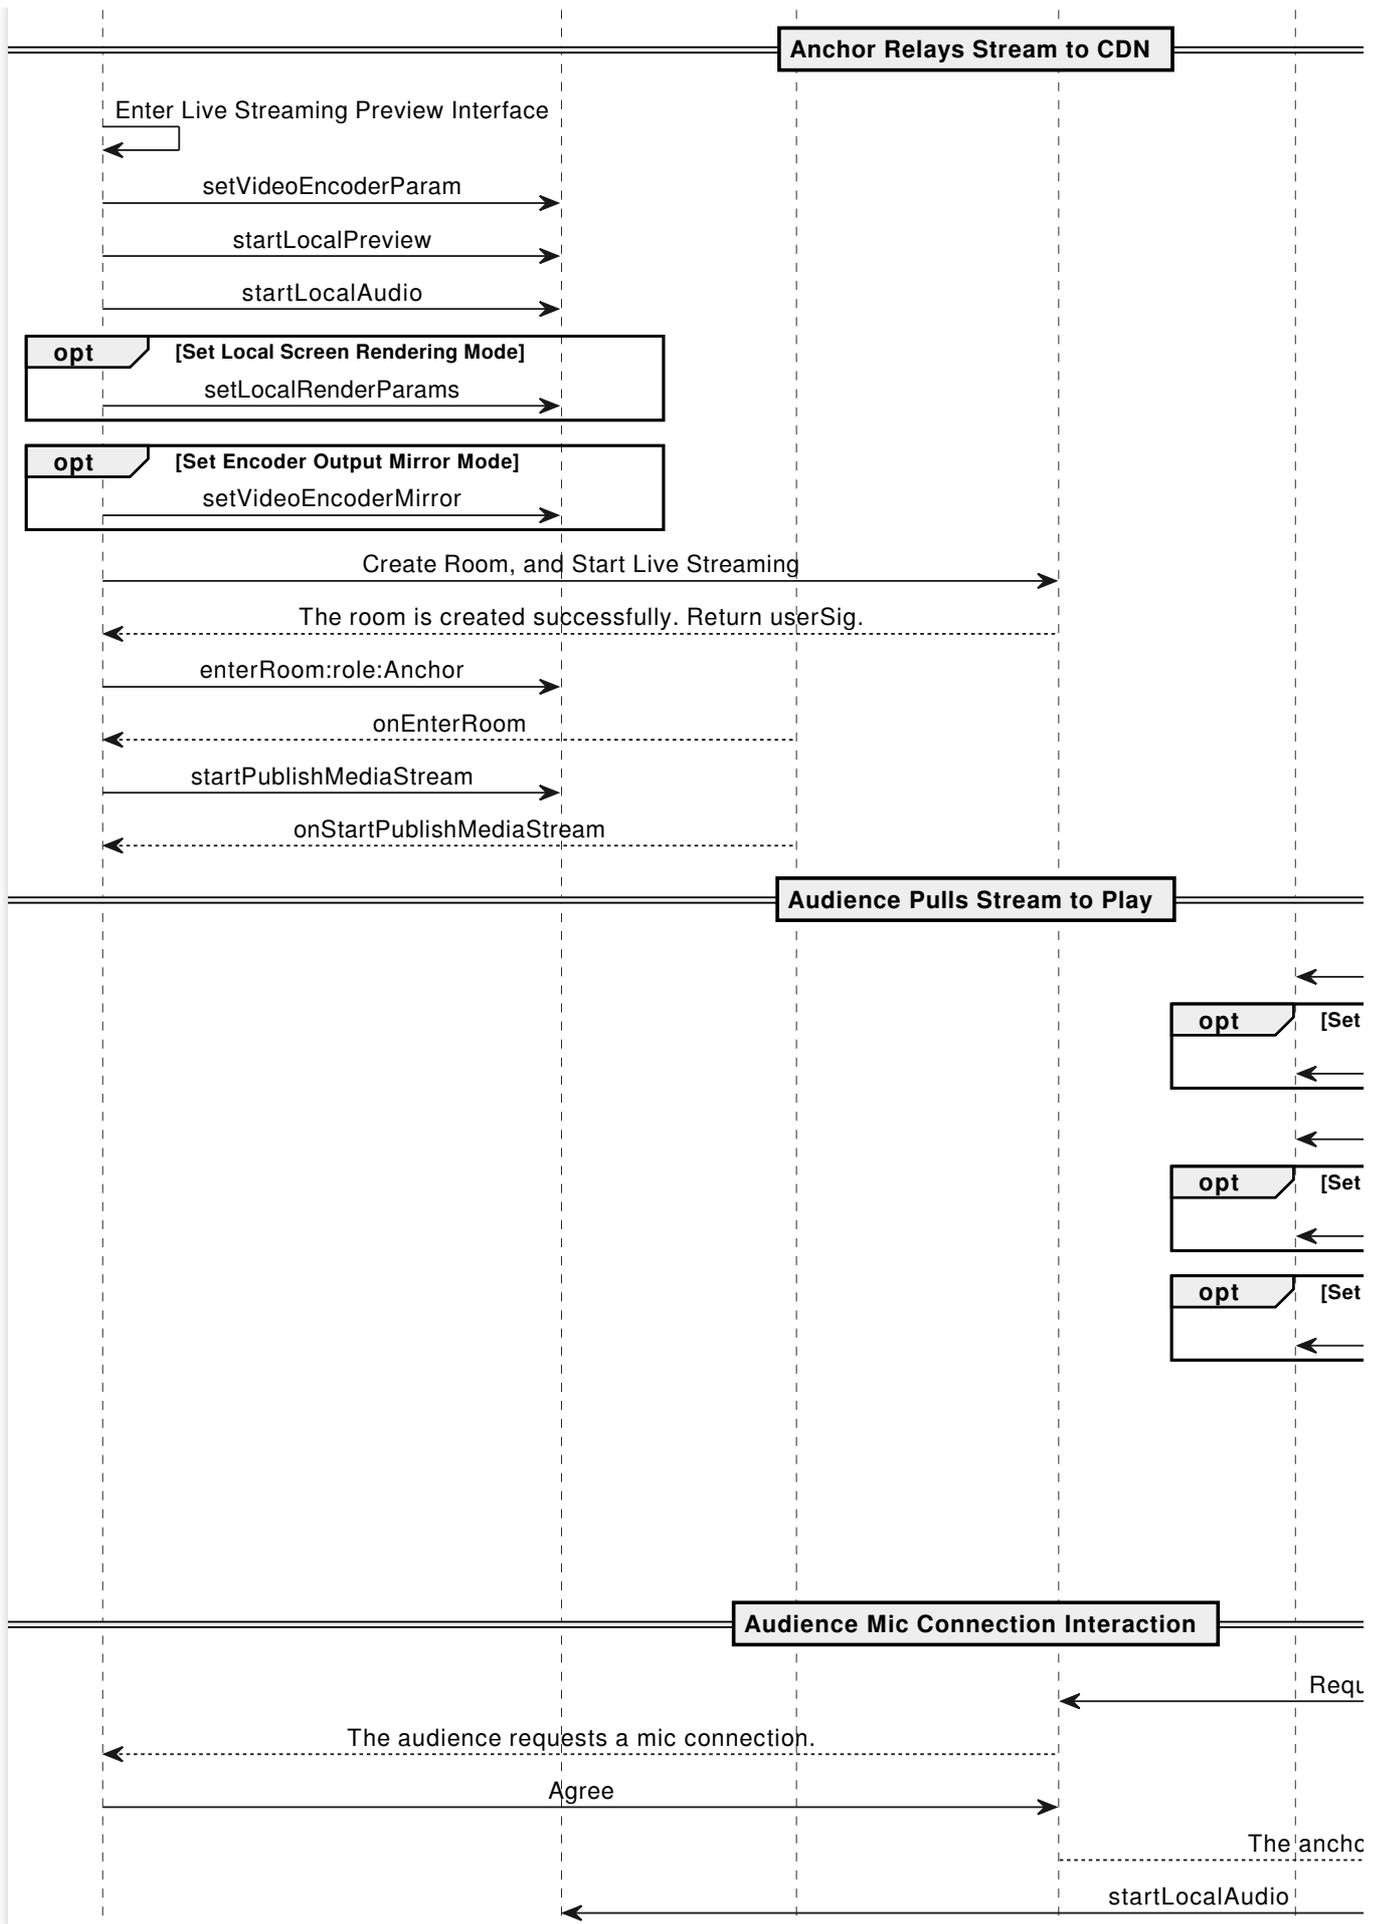 Anchor Relays Stream to CDN
Enter Live Streaming Preview Interface
setVideoEncoderParam
startLocalPreview
startLocalAudio
opt [Set Local Screen Rendering Mode]
setLocalRenderParams
opt [Set Encoder Output Mirror Mode]
setVideoEncoderMirror
Create Room, and Start Live Streaming
The room is created successfully. Return userSig.
enterRoom:role:Anchor
onEnterRoom
startPublishMediaStream
onStartPublishMediaStream
Audience Pulls Stream to Play
opt [Set
opt [Set
opt [Set
Audience Mic Connection Interaction
The audience requests a mic connection.
Agree
The
startLocalAudio